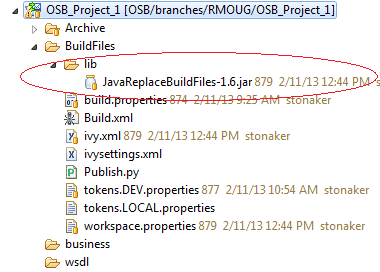 OSB_Project_1 [OSB/branches/RMOUG/OSB_Project_1]
Archive
BuildFiles
lib
JavaReplaceBuildFiles-1.6.jar 879 2/11/13 12:44 PM stonaker
build.properties 874 2/11/13 9:25 AM stonaker
Build.xml
ivy.xml 879 2/11/13 12:44 PM stonaker
ivysettings.xml
Publish.py
tokens.DEV.properties 877 2/11/13 10:54 AM stonaker
tokens.LOCAL.properties
workspace.properties 879 2/11/13 12:44 PM stonaker
business
wsdl